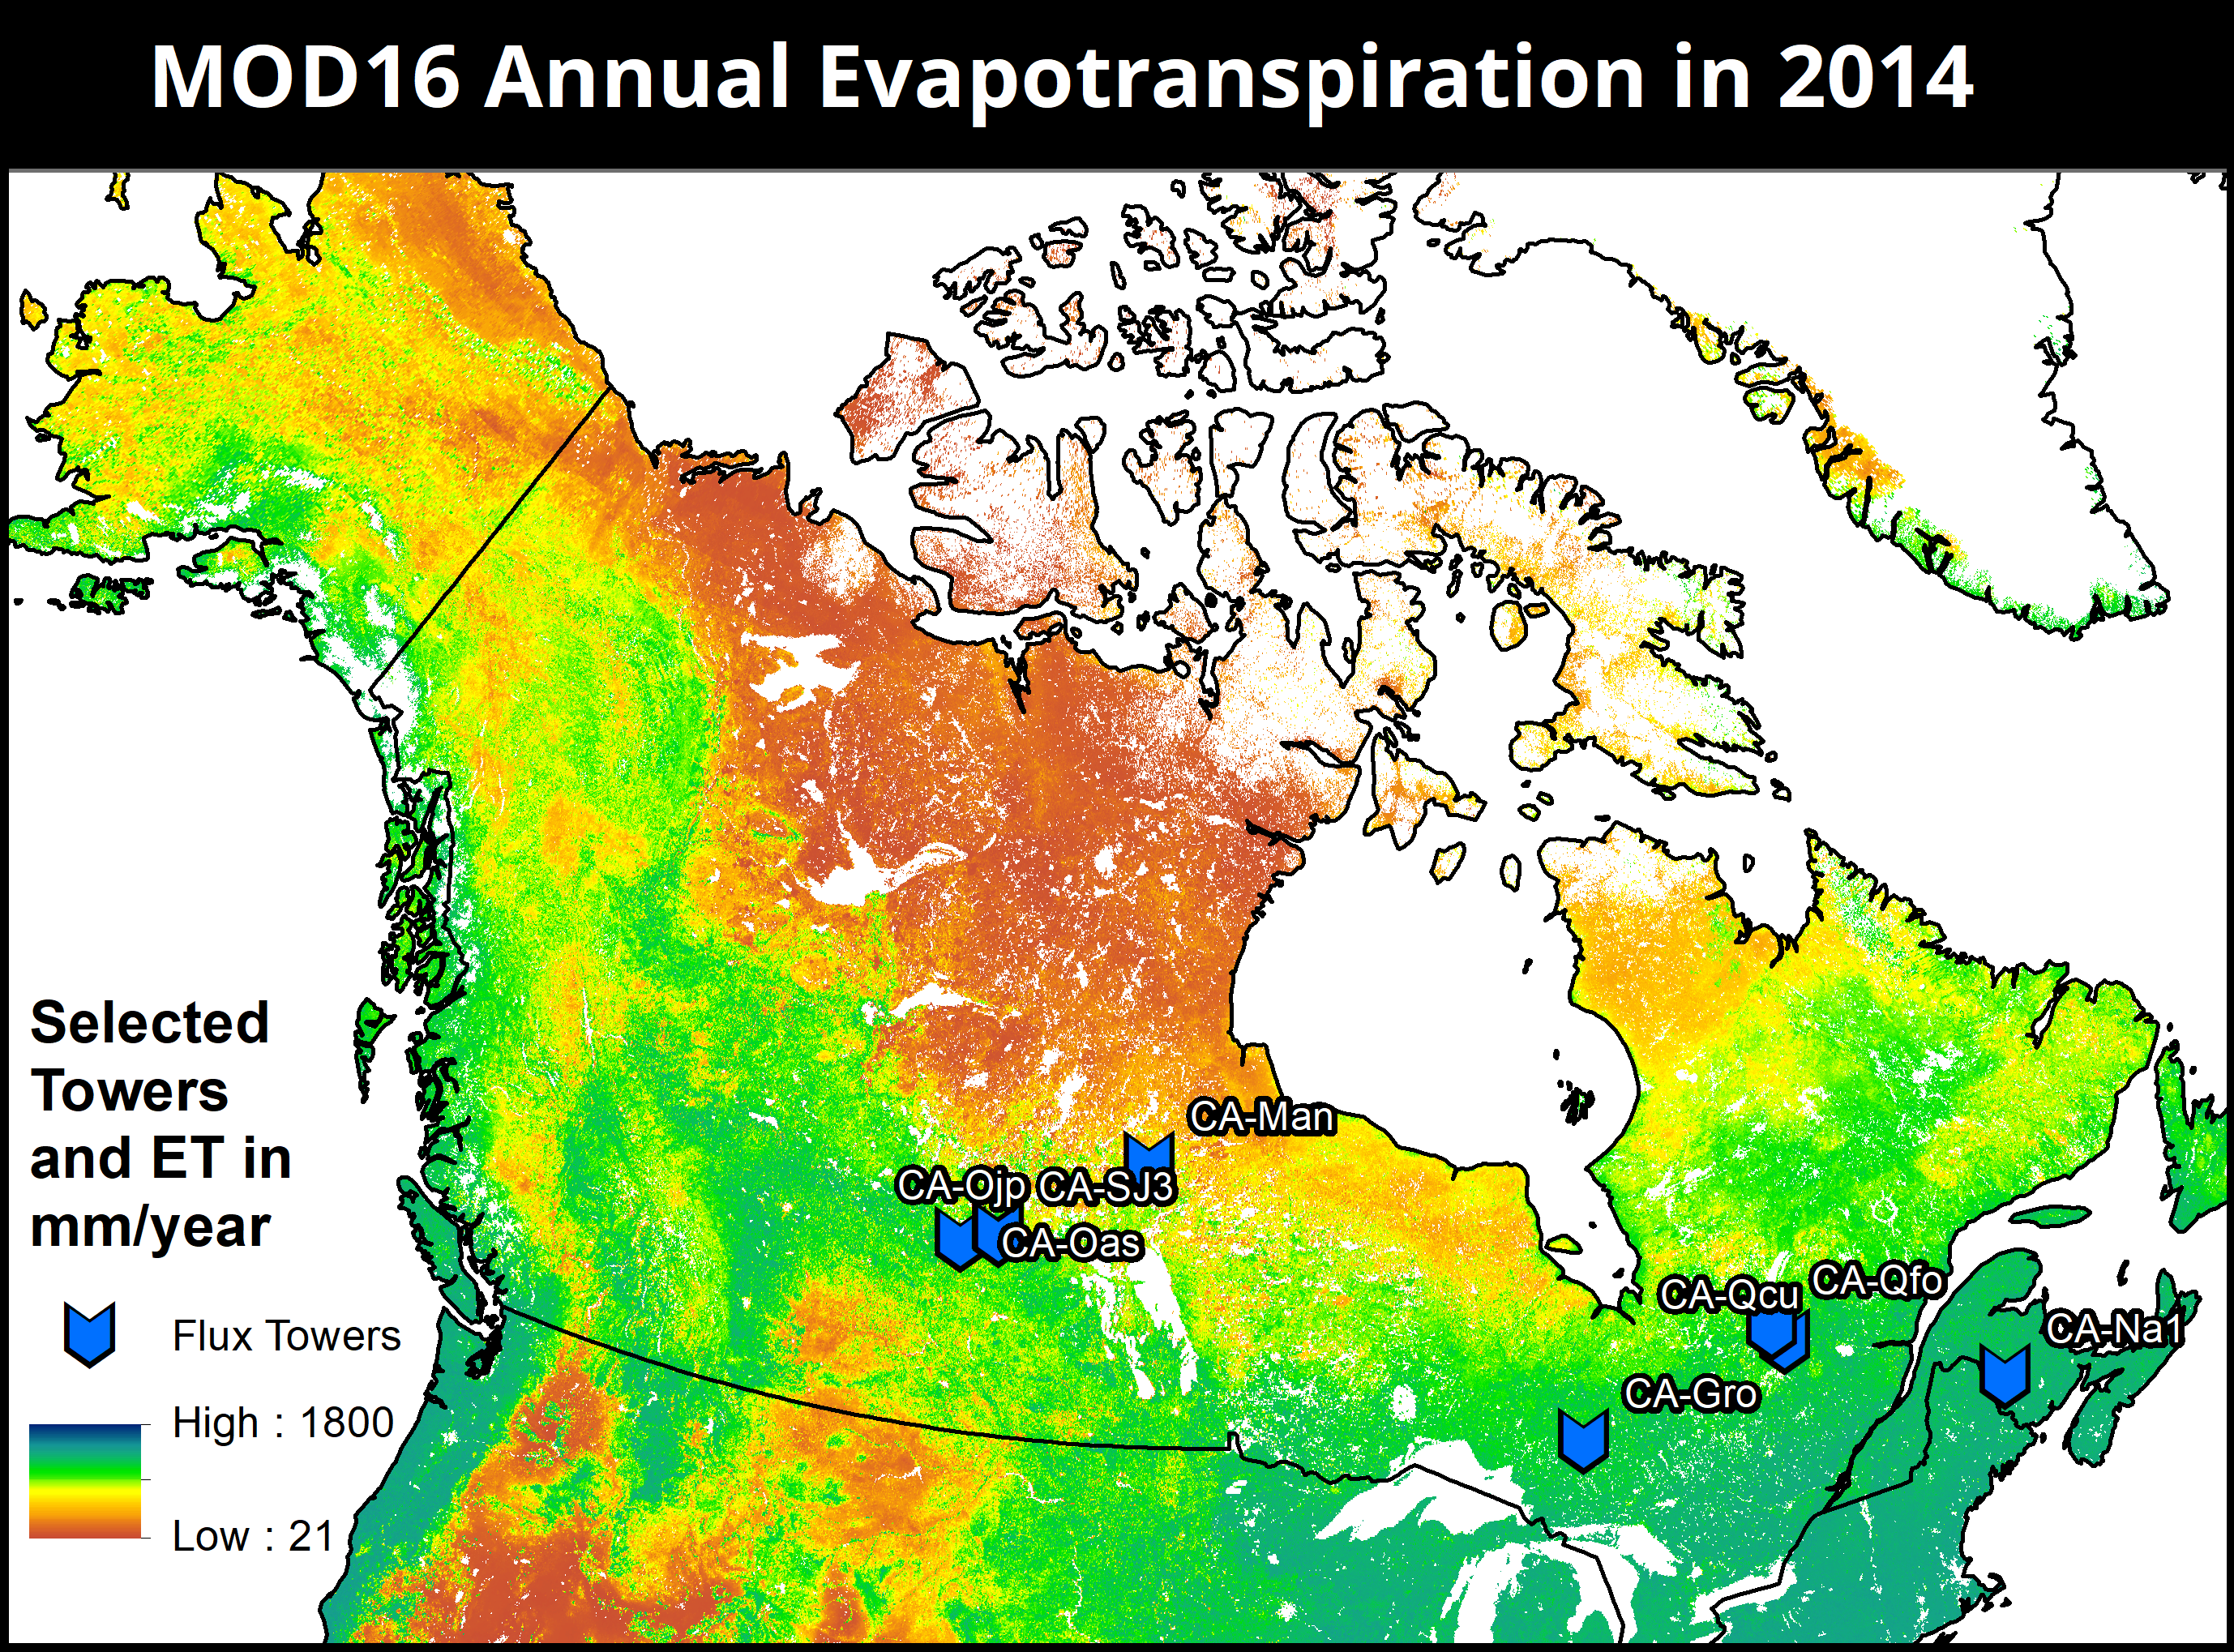 MOD16 Annual Evapotranspiration in 2014
CA-Man
CA-Ojp CA-SJ3
CA-Oas
CA-Qcu CA-Qfo
CA-Na1
CA-Gro
Selected
Towers
and ET in
mm/year
Flux Towers
High : 1800
Low : 21